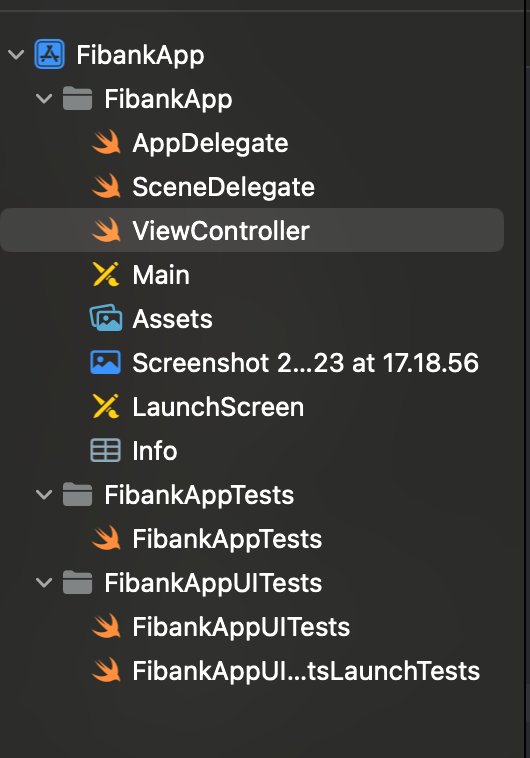 FibankApp
FibankApp
AppDelegate
SceneDelegate
ViewController
Main
Assets
Screenshot 2...23 at 17.18.56
LaunchScreen
Info
FibankAppTests
FibankAppTests
FibankAppUITests
FibankAppUITests
FibankAppUI...tsLaunchTests